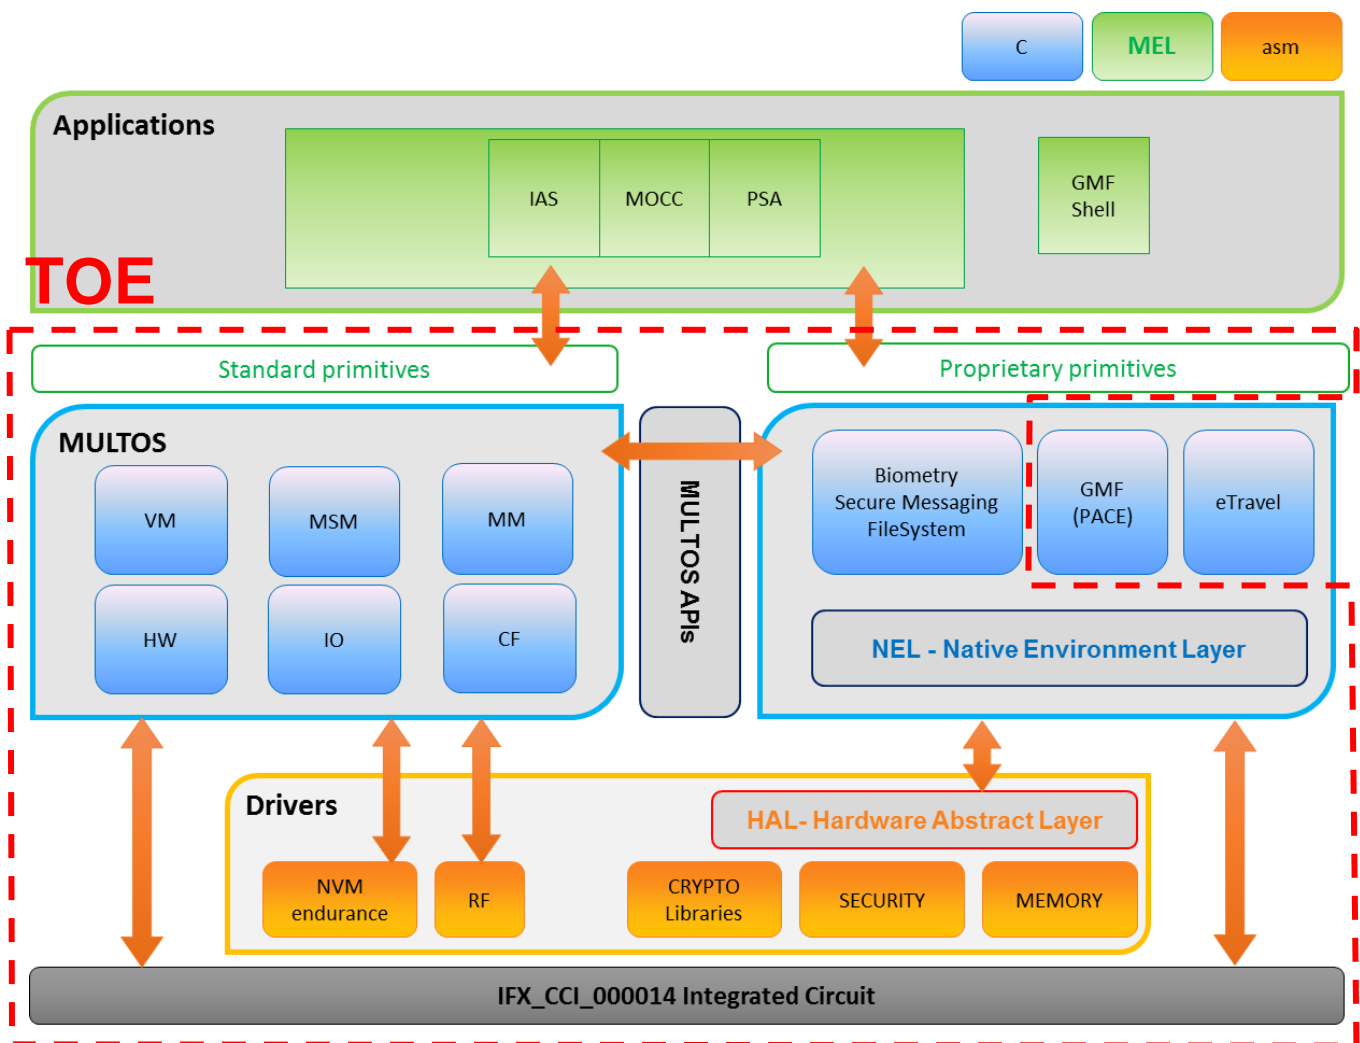 C
MEL
asm
Applications
IAS
MOCC
PSA
GMF
Shell
TOE
Standard primitives
Proprietary primitives
MULTOS
VM
MSM
MM
HW
IO
CF
MULTOS APIs
Biometry
Secure Messaging
FileSystem
GMF
(PACE)
eTravel
NEL - Native Environment Layer
Drivers
HAL- Hardware Abstract Layer
NVM
endurance
RF
CRYPTO
Libraries
SECURITY
MEMORY
IFX_CCI_000014 Integrated Circuit